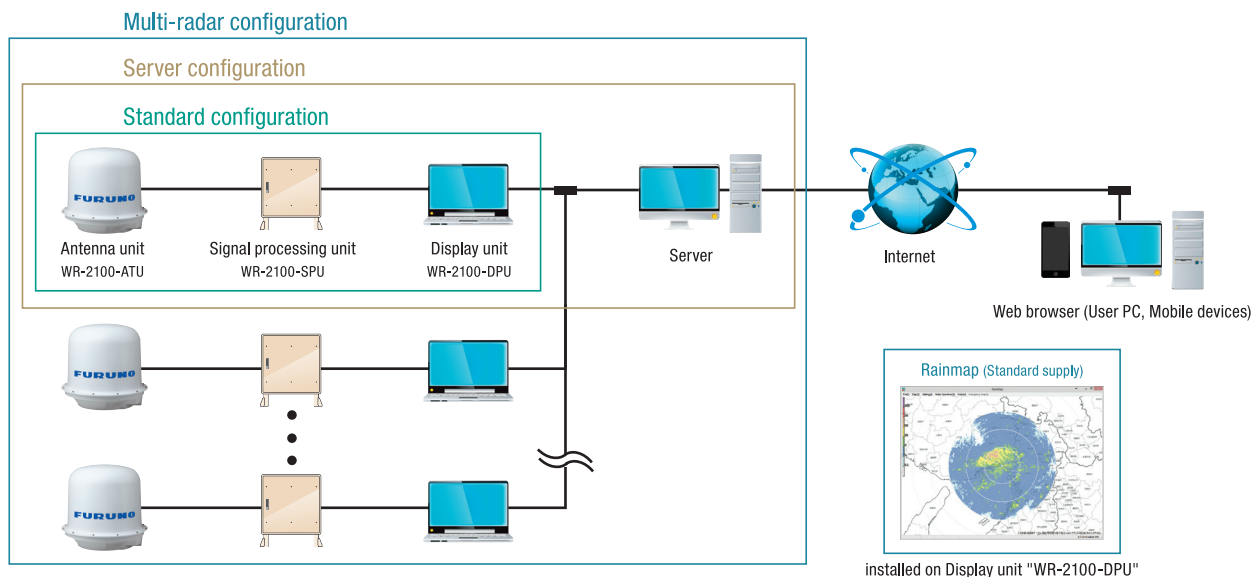 Multi-radar configuration
Server configuration
Standard configuration
FURUNO
Antenna unit
WR-2100-ATU
Signal processing unit
WR-2100-SPU
Display unit
WR-2100-DPU
Server
Internet
Web browser (User PC, Mobile devices)
FURUNO
FURUNO
Rainmap (Standard supply)
installed on Display unit "WR-2100-DPU"